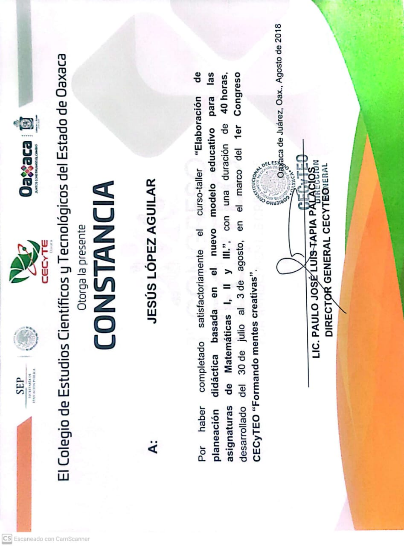 SEP
CECyTE
Oaxaca
El Colegio de Estudios Científicos y Tecnológicos del Estado de Oaxaca
Otorga la presente
CONSTANCIA
A: JESÚS LÓPEZ AGUILAR
Por haber completado satisfactoriamente el curso-taller "Elaboración de
planeación didáctica basada en el nuevo modelo educativo para las
asignaturas de Matemáticas I, II y III.", con una duración de 40 horas,
desarrollado del 30 de julio al 3 de agosto, en el marco del 1er Congreso
CECyTEO "Formando mentes creativas".
Oaxaca de Juárez, Oax., Agosto de 2018
CECYTEO
DIRECCIÓN
GENERAL
LIC. PAULO JOSÉ LUIS TAPIA PALACIOS
DIRECTOR GENERAL CECYTEO
CS Escaneado con CamScanner